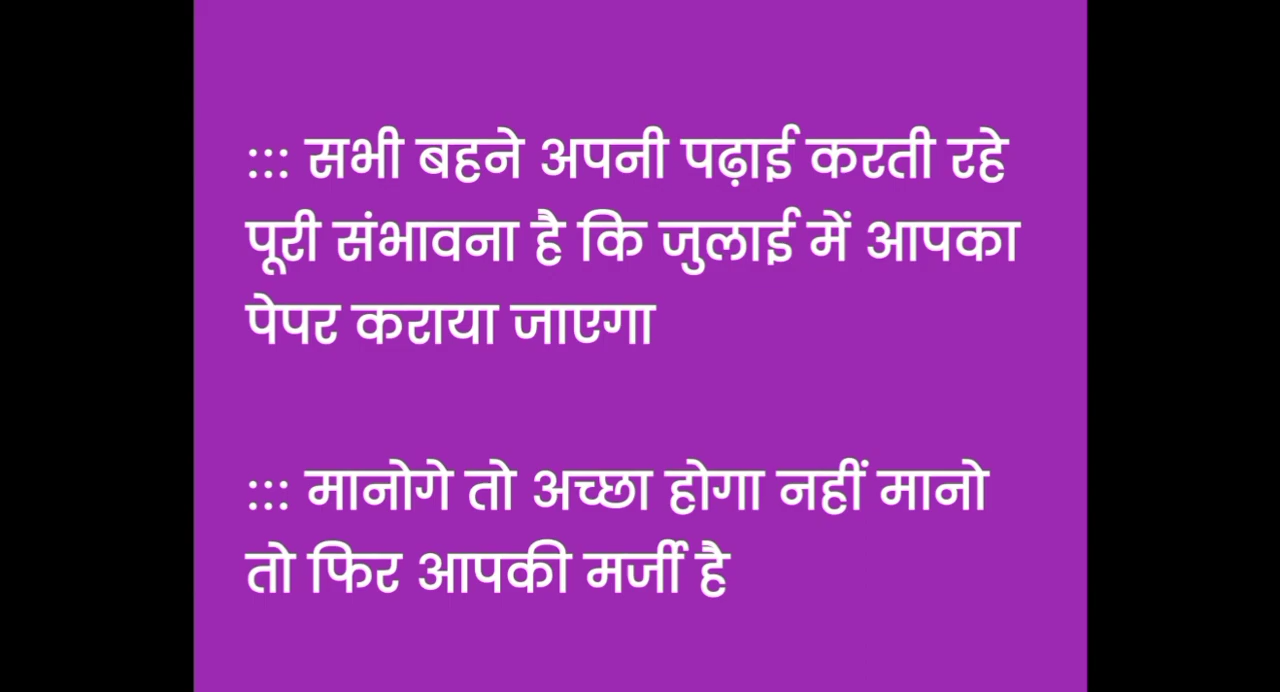 ::: सभी बहने अपनी पढ़ाई करती रहे
पूरी संभावना है कि जुलाई में आपका
पेपर कराया जाएगा
::: मानोगे तो अच्छा होगा नहीं मानो
तो फिर आपकी मर्जी है